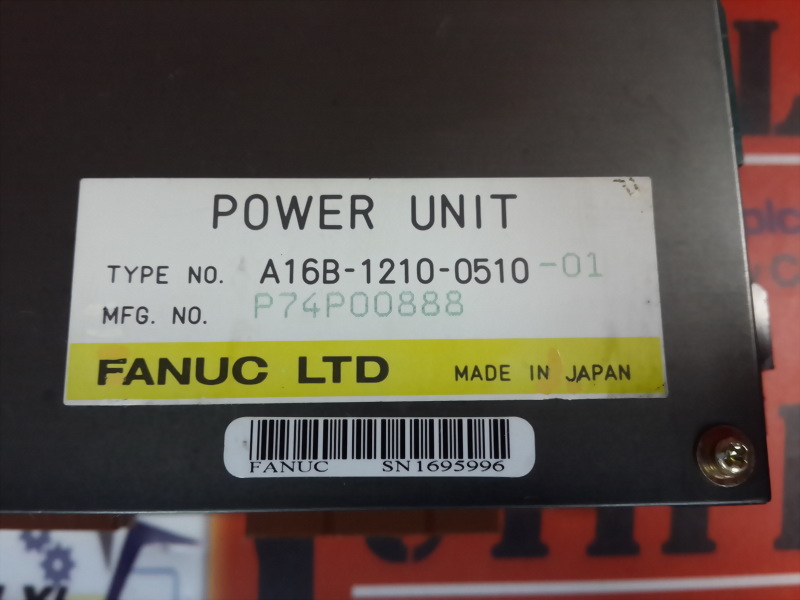 POWER UNIT
TYPE NO. A16B-1210-0510-01
MFG. NO. P74P00888
FANUC LTD MADE IN JAPAN
FANUC SN1695996